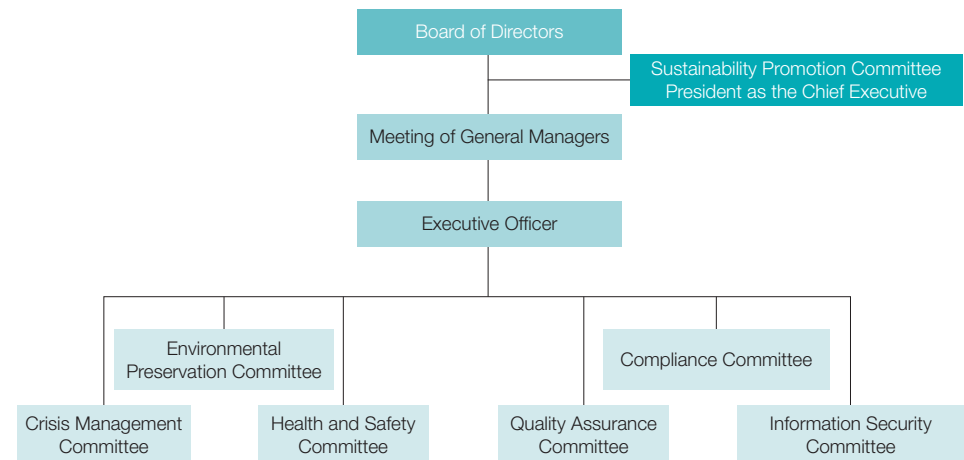 Board of Directors
Sustainability Promotion Committee
President as the Chief Executive
Meeting of General Managers
Executive Officer
Environmental
Preservation Committee
Compliance Committee
Crisis Management
Committee
Health and Safety
Committee
Quality Assurance
Committee
Information Security
Committee